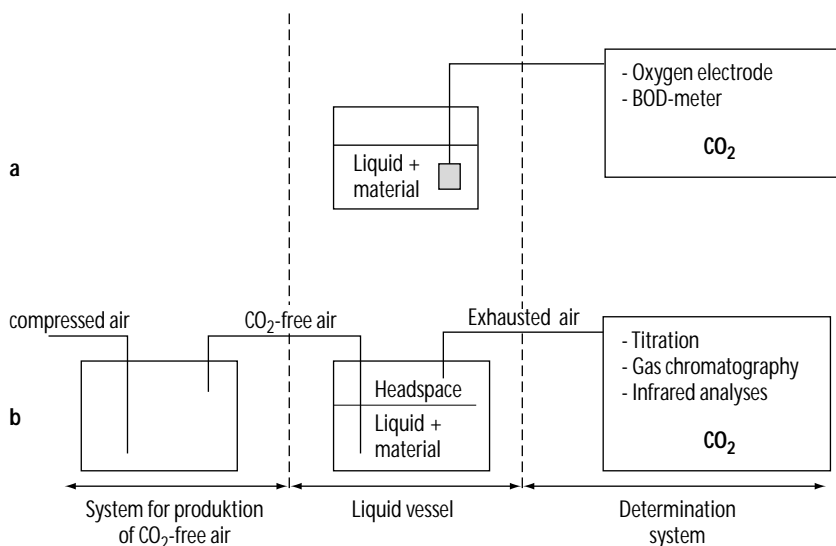 - Oxygen electrode
- BOD-meter
CO₂
a
Liquid +
material
compressed air
CO₂-free air
Exhausted air
- Titration
- Gas chromatography
- Infrared analyses
CO₂
b
Headspace
Liquid +
material
System for produktion
of CO₂-free air
Liquid vessel
Determination
system